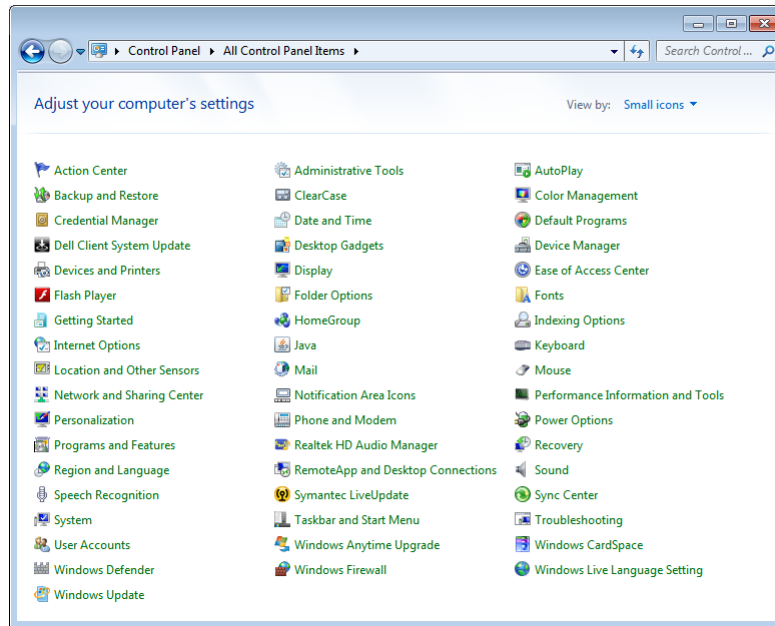 Control Panel All Control Panel Items Search Control ...
Adjust your computer's settings View by: Small icons
Action Center Administrative Tools AutoPlay
Backup and Restore ClearCase Color Management
Credential Manager Date and Time Default Programs
Dell Client System Update Desktop Gadgets Device Manager
Devices and Printers Display Ease of Access Center
Flash Player Folder Options Fonts
Getting Started HomeGroup Indexing Options
Internet Options Java Keyboard
Location and Other Sensors Mail Mouse
Network and Sharing Center Notification Area Icons Performance Information and Tools
Personalization Phone and Modem Power Options
Programs and Features Realtek HD Audio Manager Recovery
Region and Language RemoteApp and Desktop Connections Sound
Speech Recognition Symantec LiveUpdate Sync Center
System Taskbar and Start Menu Troubleshooting
User Accounts Windows Anytime Upgrade Windows CardSpace
Windows Defender Windows Firewall Windows Live Language Setting
Windows Update